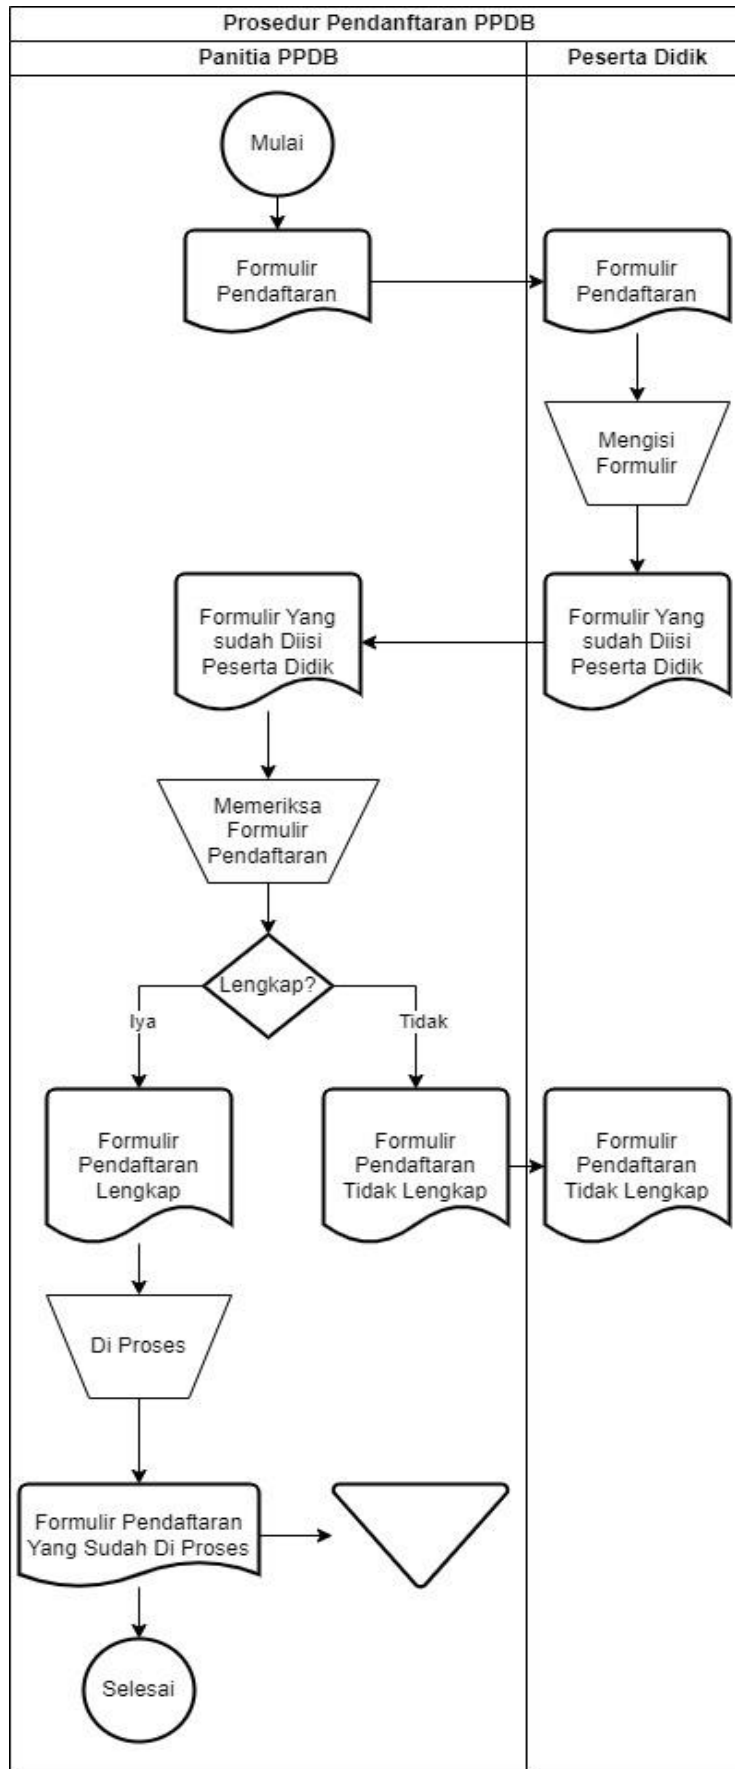 Prosedur Pendanftaran PPDB
Panitia PPDB
Peserta Didik
Mulai
Formulir
Pendaftaran
Formulir
Pendaftaran
Mengisi
Formulir
Formulir Yang
sudah Diisi
Peserta Didik
Formulir Yang
sudah Diisi
Peserta Didik
Memeriksa
Formulir
Pendaftaran
Lengkap?
Iya
Tidak
Formulir
Pendaftaran
Lengkap
Formulir
Pendaftaran
Tidak Lengkap
Formulir
Pendaftaran
Tidak Lengkap
Di Proses
Formulir Pendaftaran
Yang Sudah Di Proses
Selesai